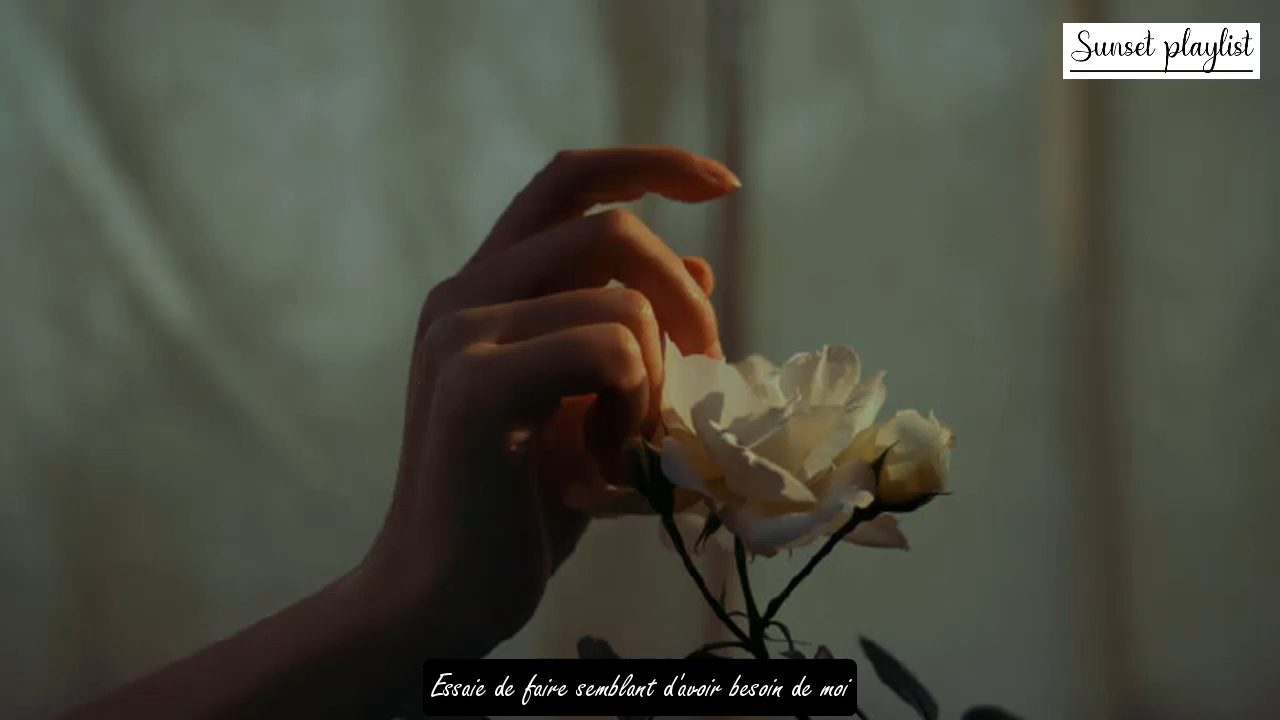 Sunset playlist
Essaie de faire semblant d'avoir besoin de moi